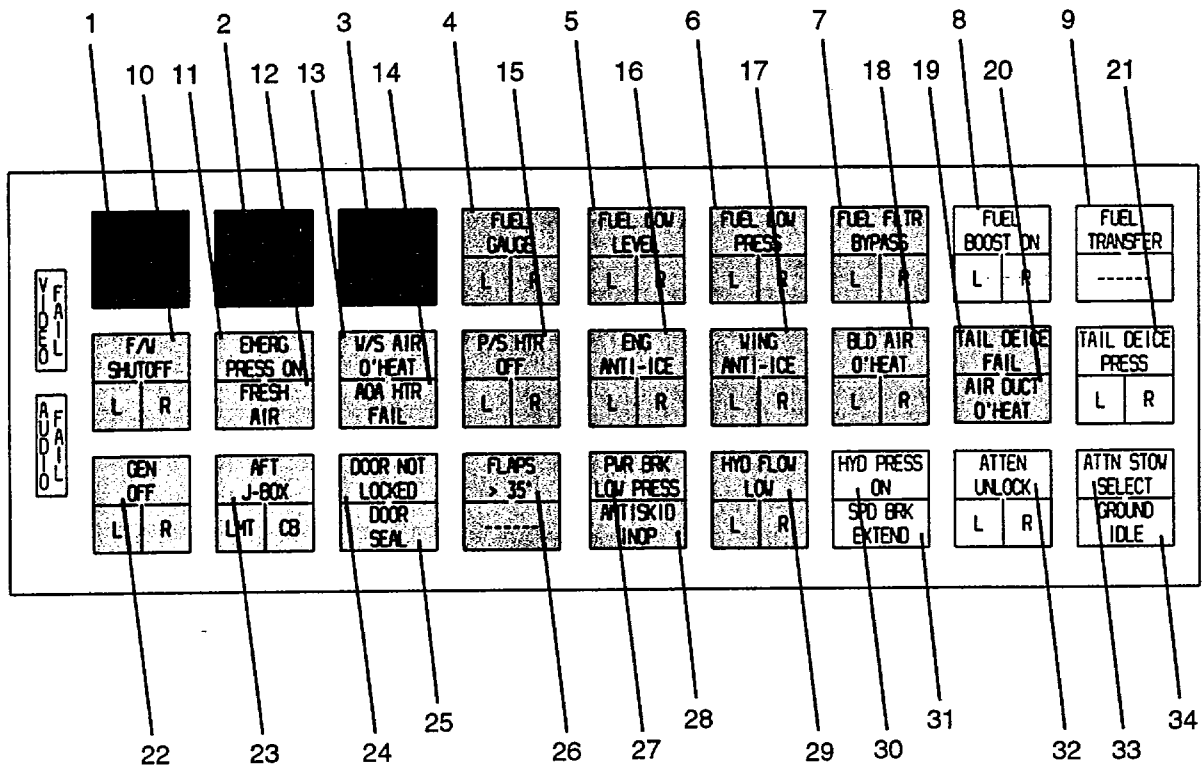 1 2 3 4 5 6 7 8 9
10 11 12 13 14 15 16 17 18 19 20 21
VIDEO FAIL
AUDIO FAIL
FUEL GAUGE
L R
FUEL LOW LEVEL
L R
FUEL LOW PRESS
L R
FUEL FLTR BYPASS
L R
FUEL BOOST ON
L R
FUEL TRANSFER
------
F/W SHUTOFF
L R
EMERG PRESS ON
FRESH AIR
W/S AIR O'HEAT
AOA HTR FAIL
P/S HTR OFF
L R
ENG ANTI-ICE
L R
WING ANTI-ICE
L R
BLD AIR O'HEAT
L R
TAIL DEICE FAIL
AIR DUCT O'HEAT
TAIL DEICE PRESS
L R
GEN OFF
L R
AFT J-BOX
LMT CB
DOOR NOT LOCKED
DOOR SEAL
FLAPS > 35°
------
PWR BRK LOW PRESS
ANTISKID INOP
HYD FLOW LOW
L R
HYD PRESS ON
SPD BRK EXTEND
ATTEN UNLOCK
L R
ATTN STOW SELECT
GROUND IDLE
22 23 24 25 26 27 28 29 30 31 32 33 34